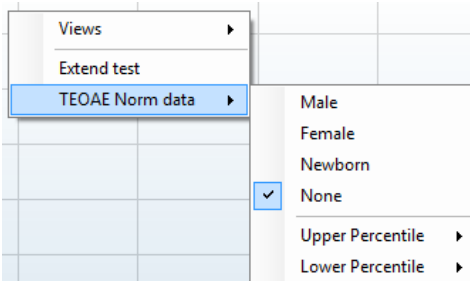 Views
Extend test
TEOAE Norm data
Male
Female
Newborn
None
Upper Percentile
Lower Percentile